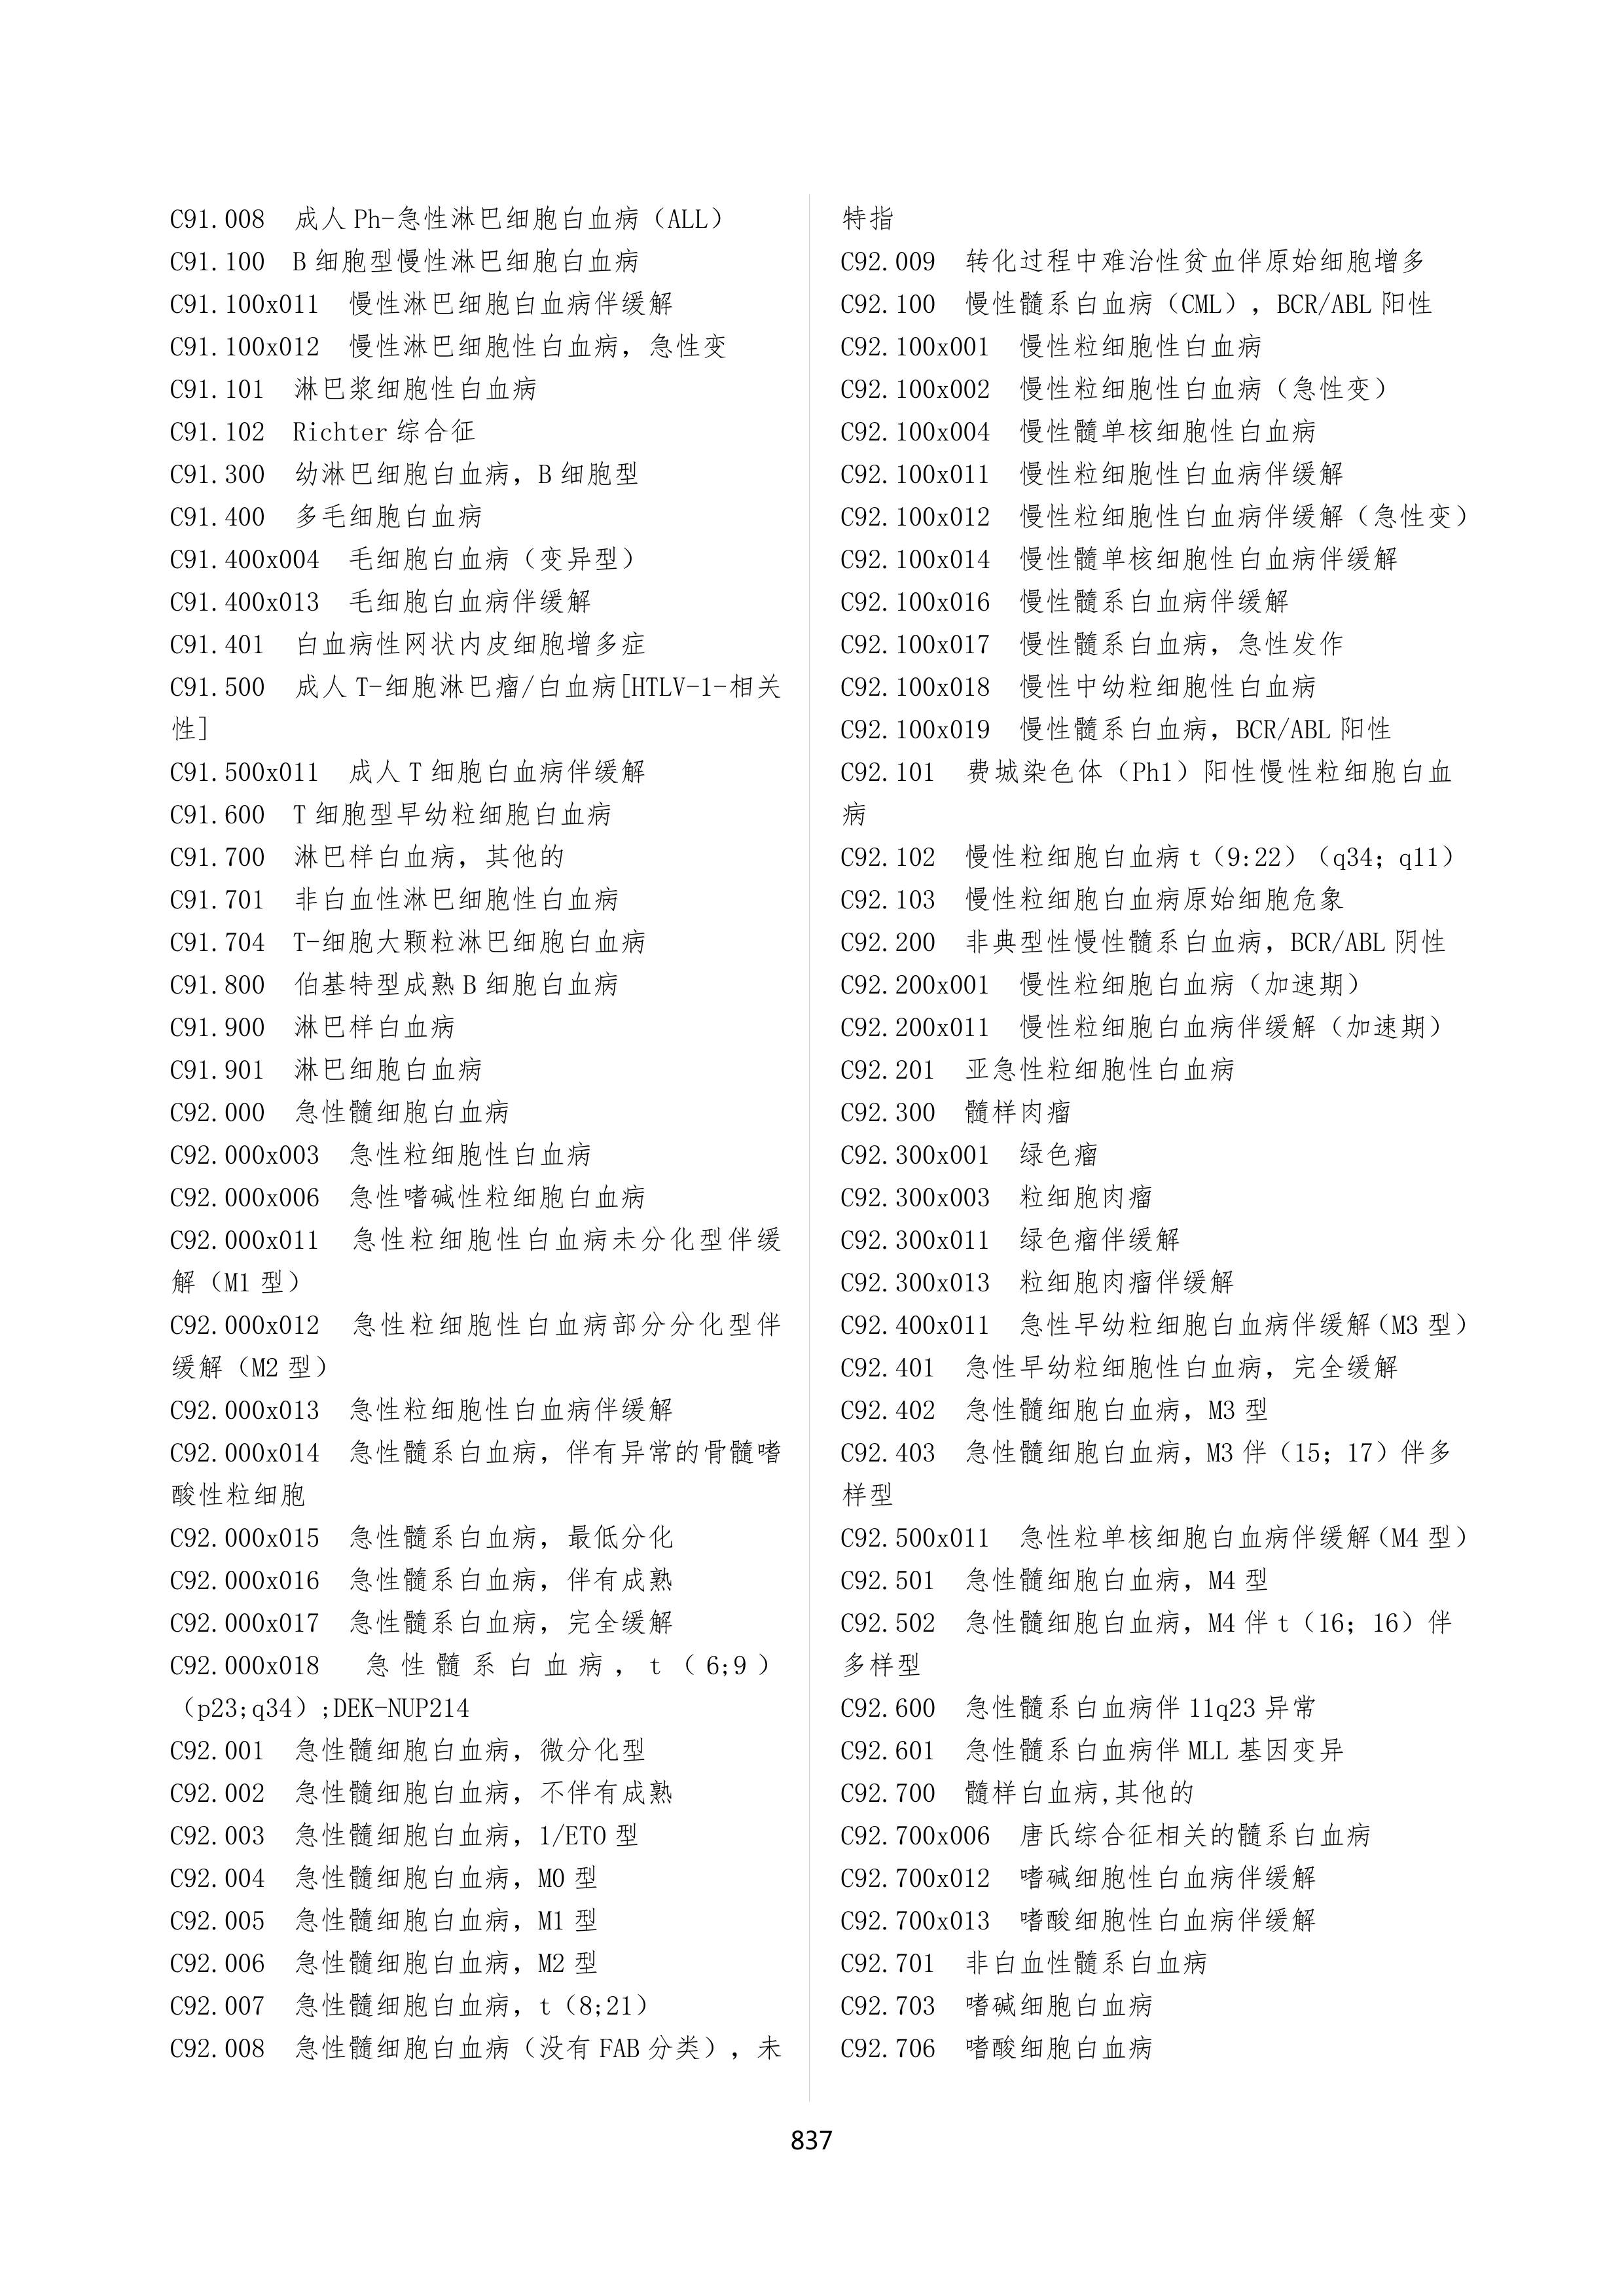 C91.008 成人 Ph-急性淋巴细胞白血病（ALL）
C91.100 B 细胞型慢性淋巴细胞白血病
C91.100x011 慢性淋巴细胞白血病伴缓解
C91.100x012 慢性淋巴细胞性白血病，急性变
C91.101 淋巴浆细胞性白血病
C91.102 Richter 综合征
C91.300 幼淋巴细胞白血病，B 细胞型
C91.400 多毛细胞白血病
C91.400x004 毛细胞白血病（变异型）
C91.400x013 毛细胞白血病伴缓解
C91.401 白血病性网状内皮细胞增多症
C91.500 成人 T-细胞淋巴瘤/白血病[HTLV-1-相关
性]
C91.500x011 成人 T 细胞白血病伴缓解
C91.600 T 细胞型早幼粒细胞白血病
C91.700 淋巴样白血病，其他的
C91.701 非白血性淋巴细胞性白血病
C91.704 T-细胞大颗粒淋巴细胞白血病
C91.800 伯基特型成熟 B 细胞白血病
C91.900 淋巴样白血病
C91.901 淋巴细胞白血病
C92.000 急性髓细胞白血病
C92.000x003 急性粒细胞性白血病
C92.000x006 急性嗜碱性粒细胞白血病
C92.000x011 急性粒细胞性白血病未分化型伴缓
解（M1 型）
C92.000x012 急性粒细胞性白血病部分分化型伴
缓解（M2 型）
C92.000x013 急性粒细胞性白血病伴缓解
C92.000x014 急性髓系白血病，伴有异常的骨髓嗜
酸性粒细胞
C92.000x015 急性髓系白血病，最低分化
C92.000x016 急性髓系白血病，伴有成熟
C92.000x017 急性髓系白血病，完全缓解
C92.000x018 急性髓系白血病，t（6;9）
（p23;q34）;DEK-NUP214
C92.001 急性髓细胞白血病，微分化型
C92.002 急性髓细胞白血病，不伴有成熟
C92.003 急性髓细胞白血病，1/ETO 型
C92.004 急性髓细胞白血病，M0 型
C92.005 急性髓细胞白血病，M1 型
C92.006 急性髓细胞白血病，M2 型
C92.007 急性髓细胞白血病，t（8;21）
C92.008 急性髓细胞白血病（没有 FAB 分类），未
特指
C92.009 转化过程中难治性贫血伴原始细胞增多
C92.100 慢性髓系白血病（CML），BCR/ABL 阳性
C92.100x001 慢性粒细胞性白血病
C92.100x002 慢性粒细胞性白血病（急性变）
C92.100x004 慢性髓单核细胞性白血病
C92.100x011 慢性粒细胞性白血病伴缓解
C92.100x012 慢性粒细胞性白血病伴缓解（急性变）
C92.100x014 慢性髓单核细胞性白血病伴缓解
C92.100x016 慢性髓系白血病伴缓解
C92.100x017 慢性髓系白血病，急性发作
C92.100x018 慢性中幼粒细胞性白血病
C92.100x019 慢性髓系白血病，BCR/ABL 阳性
C92.101 费城染色体（Ph1）阳性慢性粒细胞白血
病
C92.102 慢性粒细胞白血病 t（9:22）（q34；q11）
C92.103 慢性粒细胞白血病原始细胞危象
C92.200 非典型性慢性髓系白血病，BCR/ABL 阴性
C92.200x001 慢性粒细胞白血病（加速期）
C92.200x011 慢性粒细胞白血病伴缓解（加速期）
C92.201 亚急性粒细胞性白血病
C92.300 髓样肉瘤
C92.300x001 绿色瘤
C92.300x003 粒细胞肉瘤
C92.300x011 绿色瘤伴缓解
C92.300x013 粒细胞肉瘤伴缓解
C92.400x011 急性早幼粒细胞白血病伴缓解（M3 型）
C92.401 急性早幼粒细胞性白血病，完全缓解
C92.402 急性髓细胞白血病，M3 型
C92.403 急性髓细胞白血病，M3 伴（15；17）伴多
样型
C92.500x011 急性粒单核细胞白血病伴缓解（M4 型）
C92.501 急性髓细胞白血病，M4 型
C92.502 急性髓细胞白血病，M4 伴 t（16；16）伴
多样型
C92.600 急性髓系白血病伴 11q23 异常
C92.601 急性髓系白血病伴 MLL 基因变异
C92.700 髓样白血病,其他的
C92.700x006 唐氏综合征相关的髓系白血病
C92.700x012 嗜碱细胞性白血病伴缓解
C92.700x013 嗜酸细胞性白血病伴缓解
C92.701 非白血性髓系白血病
C92.703 嗜碱细胞白血病
C92.706 嗜酸细胞白血病
837